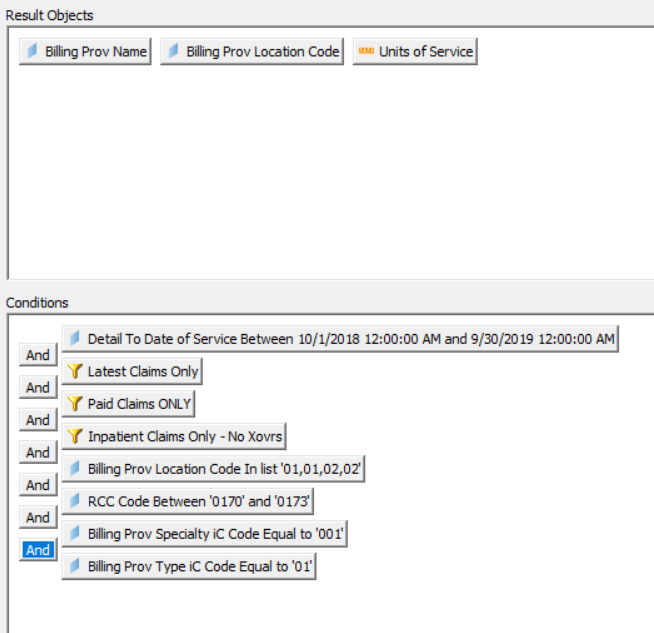 Result Objects
Billing Prov Name Billing Prov Location Code Units of Service
Conditions
Detail To Date of Service Between 10/1/2018 12:00:00 AM and 9/30/2019 12:00:00 AM
And
Latest Claims Only
And
Paid Claims ONLY
And
Inpatient Claims Only - No Xovrs
And
Billing Prov Location Code In list '01,01,02,02'
And
RCC Code Between '0170' and '0173'
And
Billing Prov Specialty iC Code Equal to '001'
And
Billing Prov Type iC Code Equal to '01'